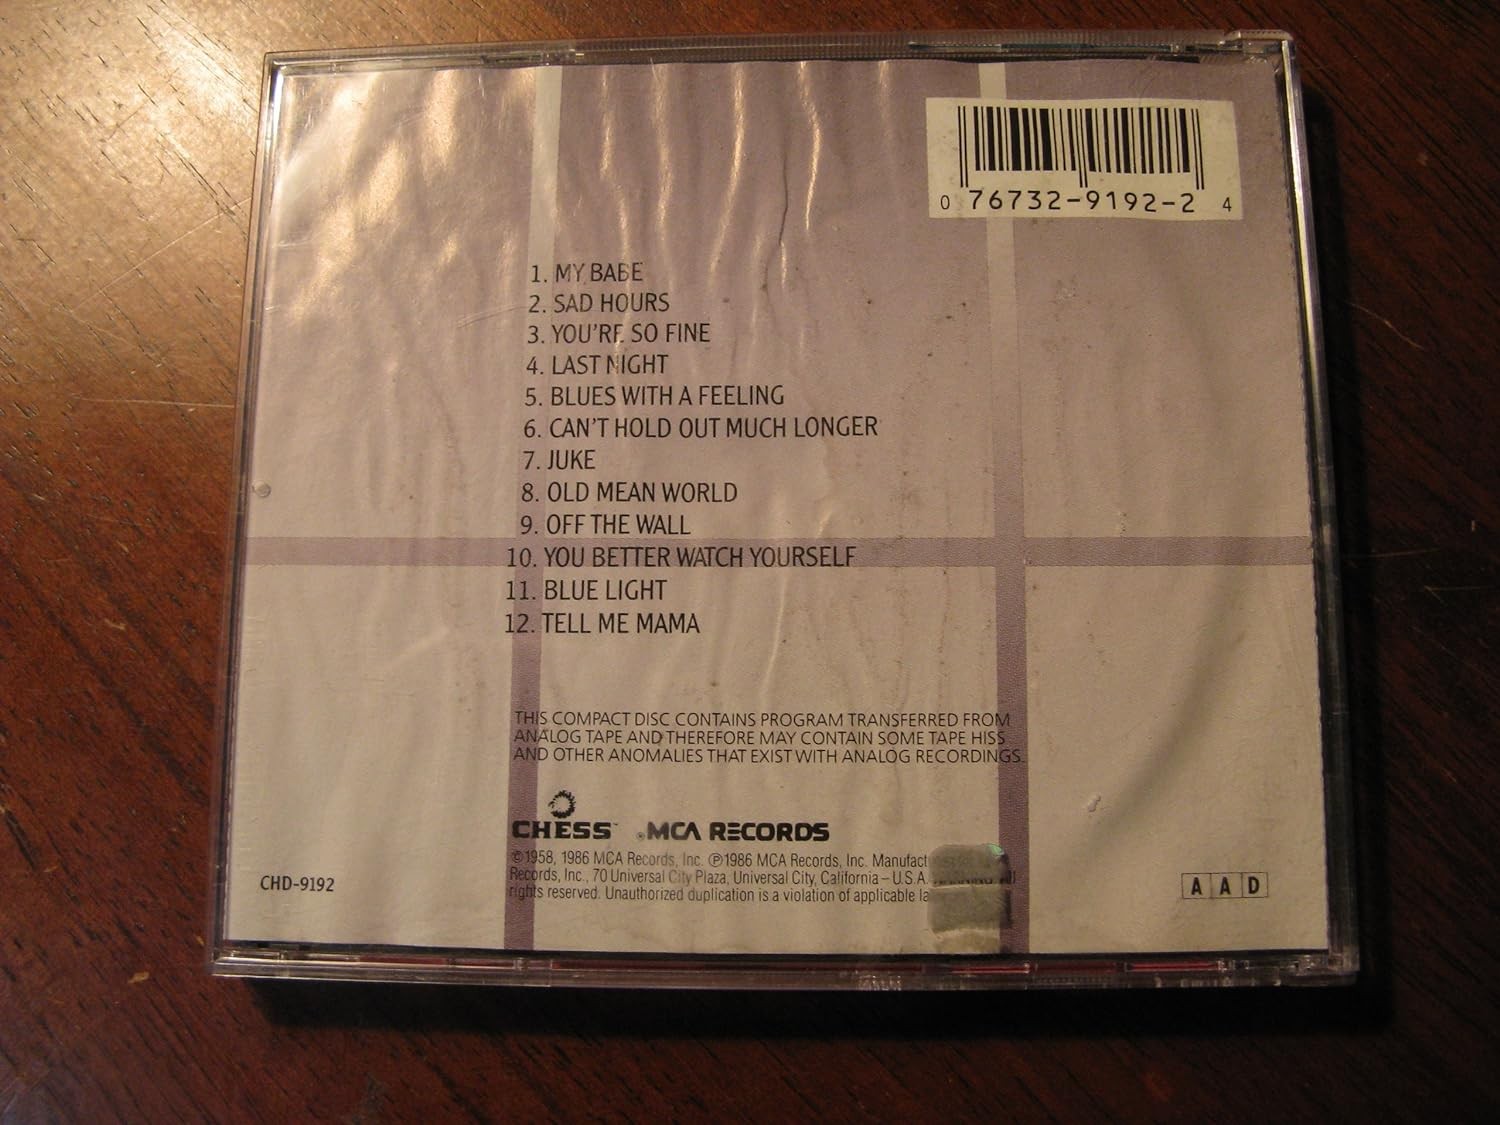 0 76732-9192-2 4
1. MY BABE
2. SAD HOURS
3. YOU'RE SO FINE
4. LAST NIGHT
5. BLUES WITH A FEELING
6. CAN'T HOLD OUT MUCH LONGER
7. JUKE
8. OLD MEAN WORLD
9. OFF THE WALL
10. YOU BETTER WATCH YOURSELF
11. BLUE LIGHT
12. TELL ME MAMA
THIS COMPACT DISC CONTAINS PROGRAM TRANSFERRED FROM
ANALOG TAPE AND THEREFORE MAY CONTAIN SOME TAPE HISS
AND OTHER ANOMALIES THAT EXIST WITH ANALOG RECORDINGS.
CHESS™ ®MCA RECORDS
©1958, 1986 MCA Records, Inc. ℗1986 MCA Records, Inc. Manufact
Records, Inc., 70 Universal City Plaza, Universal City, California – U.S.A. WARNING: All
rights reserved. Unauthorized duplication is a violation of applicable la
CHD-9192
A A D